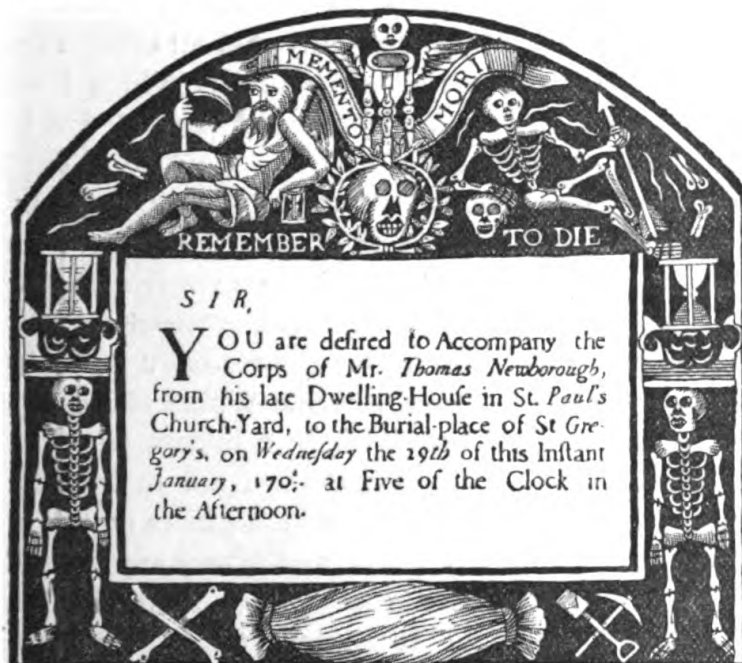 MEMENTO MORI
REMEMBER TO DIE
SIR,
YOU are deſired to Accompany the
Corps of Mr. Thomas Newborough,
from his late Dwelling-Houſe in St. Paul's
Church-Yard, to the Burial-place of St Gre-
gory's, on Wedneſday the 29th of this Inſtant
January, at Five of the Clock in
the Afternoon.